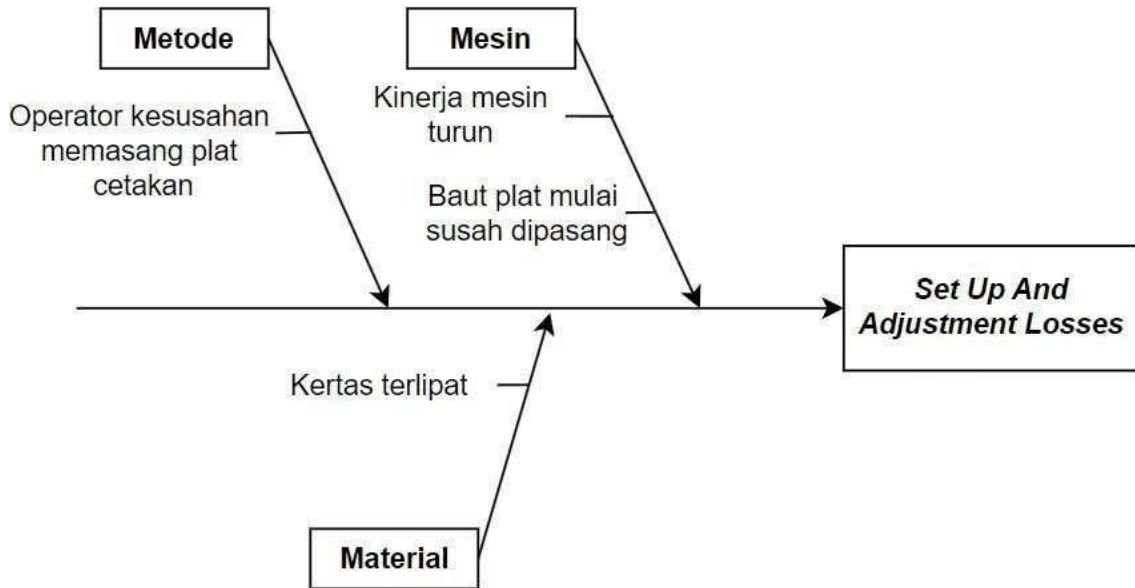 Metode
Mesin
Operator kesusahan
memasang plat
cetakan
Kinerja mesin
turun
Baut plat mulai
susah dipasang
Set Up And
Adjustment Losses
Kertas terlipat
Material